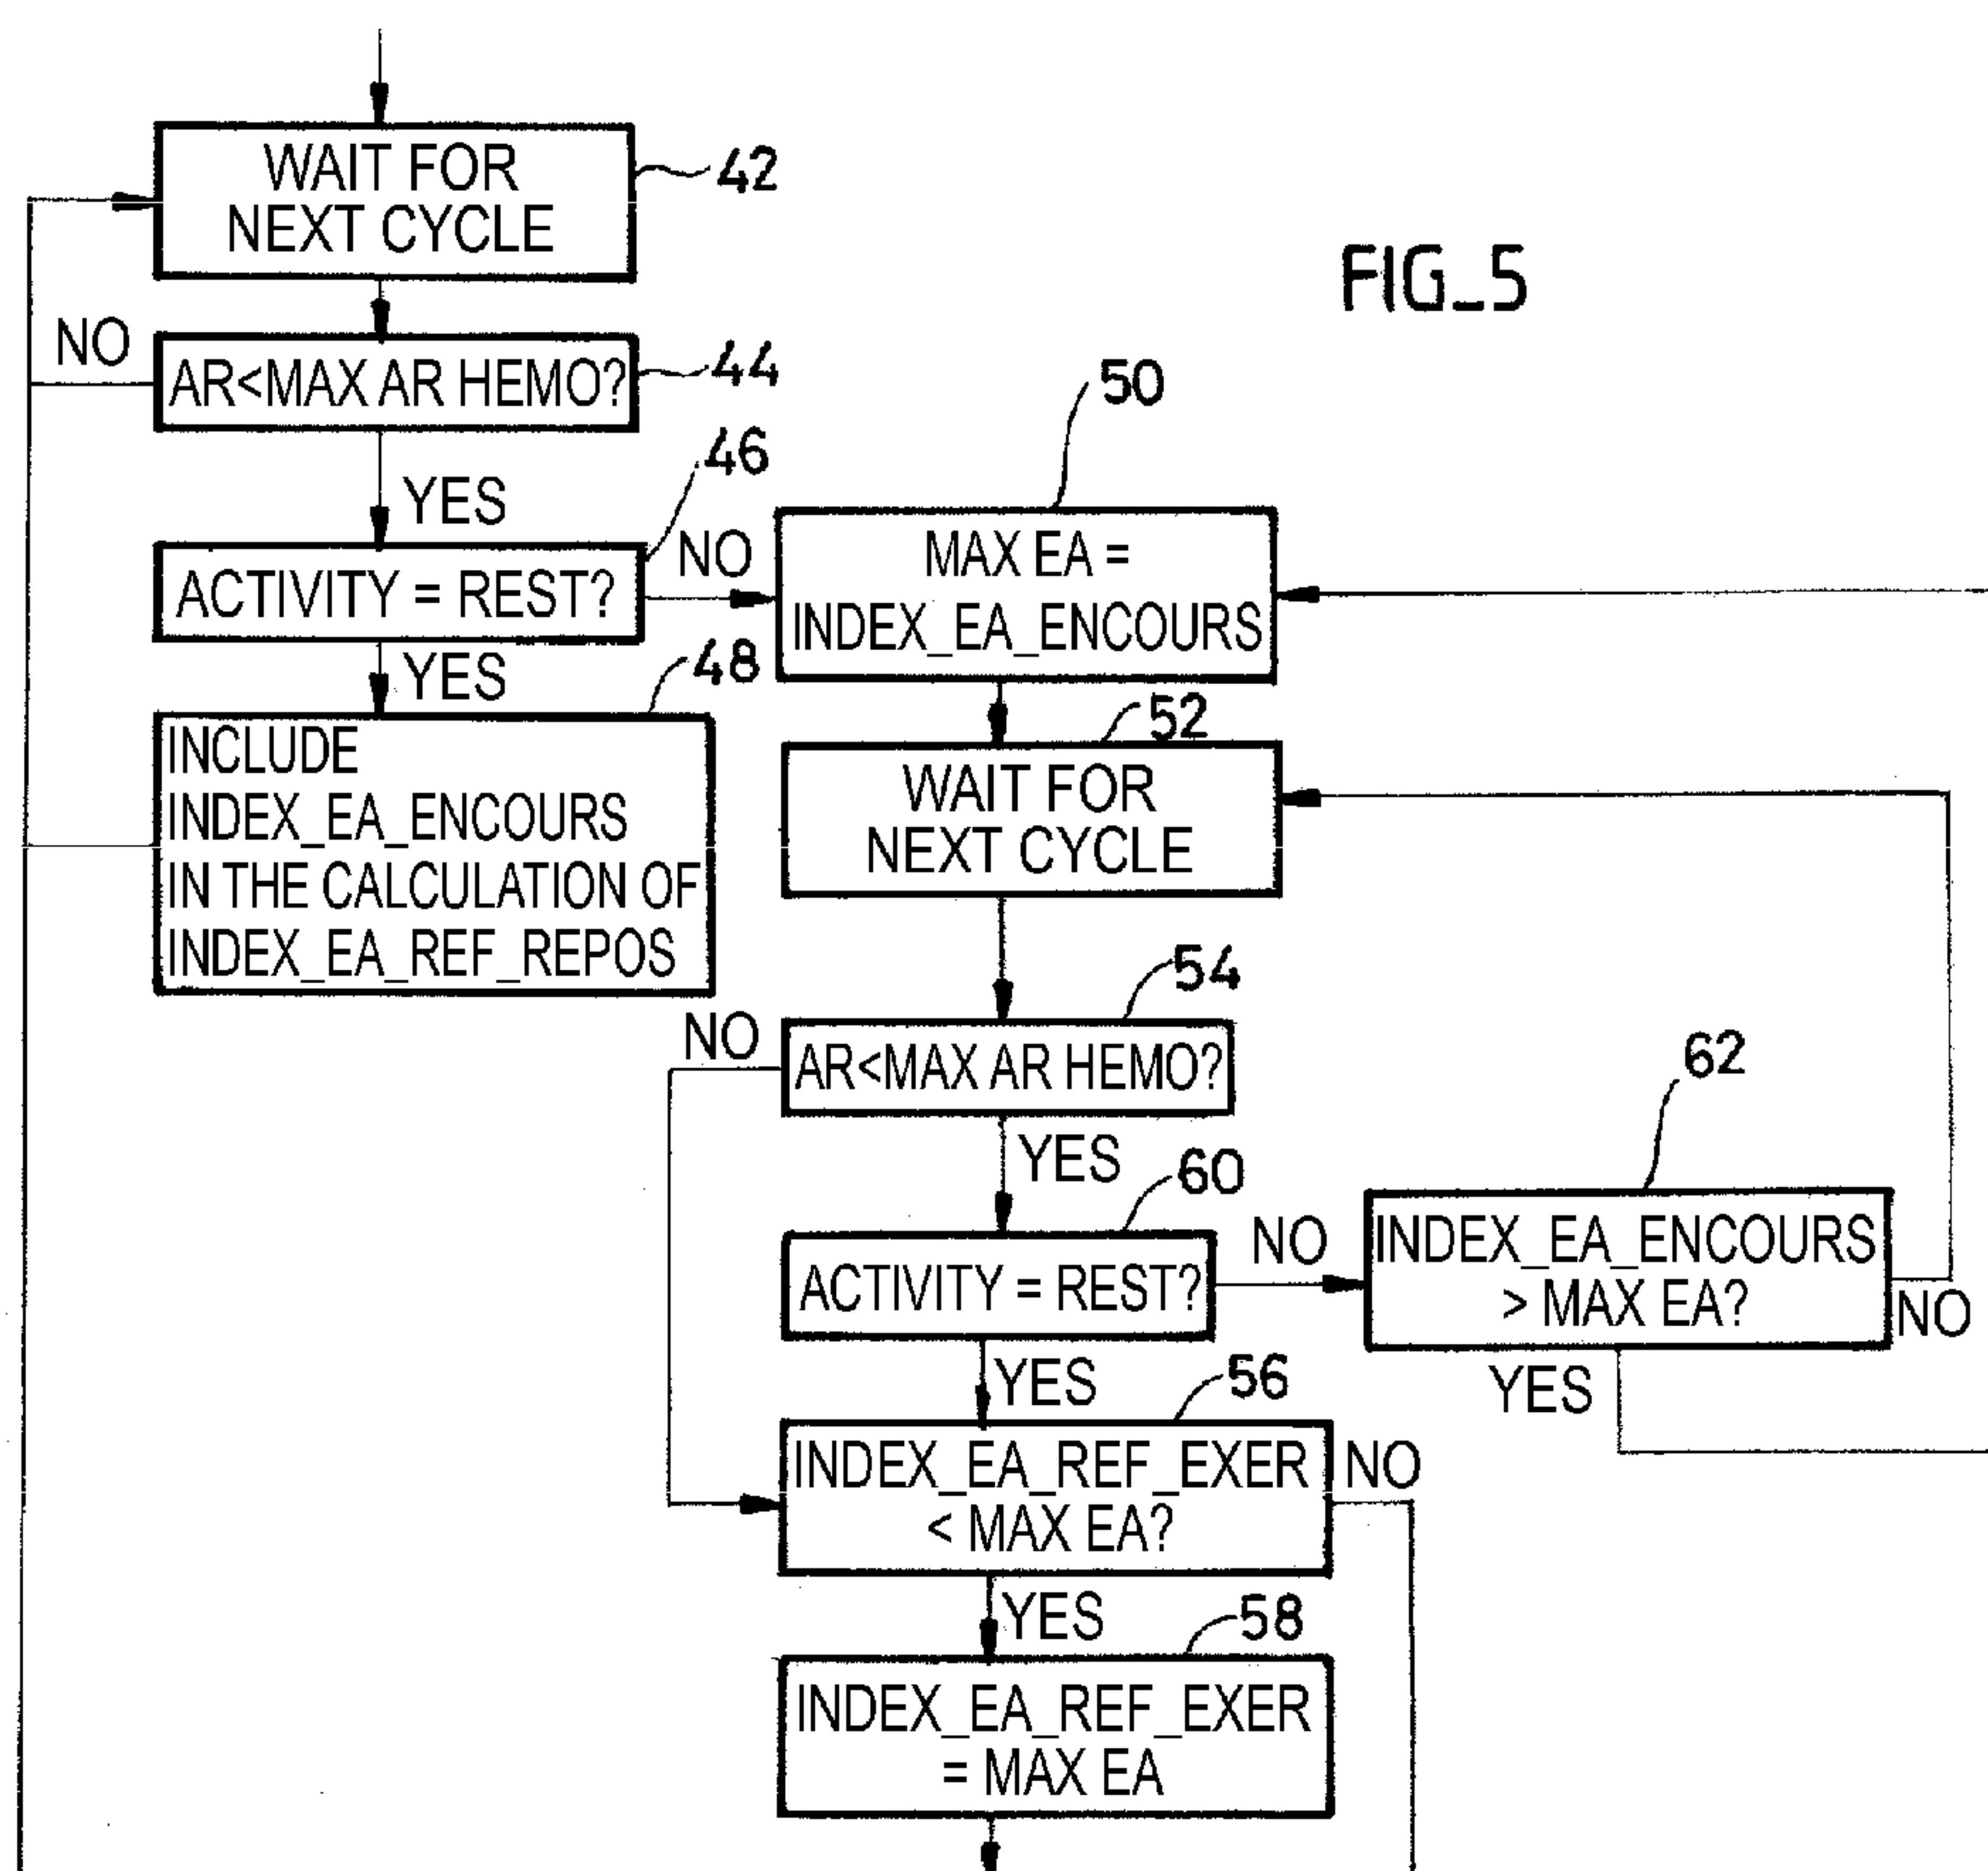 WAIT FOR
NEXT CYCLE
42
FIG_5
NO
AR<MAX AR HEMO?
44
YES
46
ACTIVITY = REST?
NO
50
MAX EA =
INDEX_EA_ENCOURS
YES
48
INCLUDE
INDEX_EA_ENCOURS
IN THE CALCULATION OF
INDEX_EA_REF_REPOS
52
WAIT FOR
NEXT CYCLE
54
NO
AR<MAX AR HEMO?
YES
60
ACTIVITY = REST?
NO
62
INDEX_EA_ENCOURS
> MAX EA?
NO
YES
YES
56
INDEX_EA_REF_EXER
< MAX EA?
NO
YES
58
INDEX_EA_REF_EXER
= MAX EA